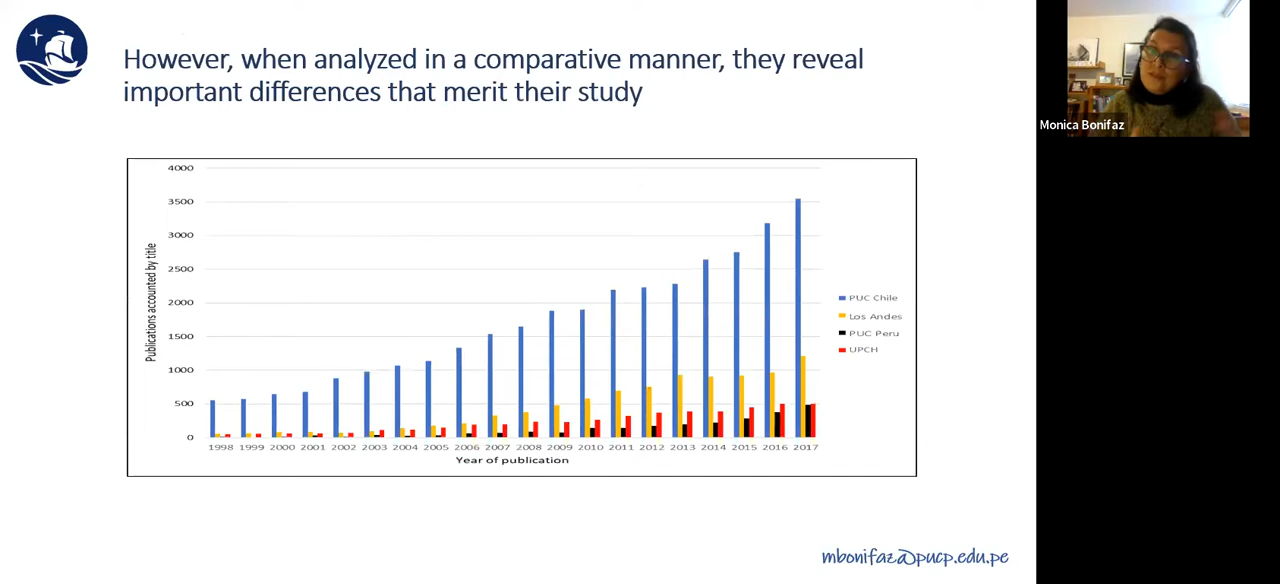 However, when analyzed in a comparative manner, they reveal
important differences that merit their study
Monica Bonifaz
4000
3500
3000
2500
2000
1500
1000
500
0
Publications accounted by title
PUC Chile
Los Andes
PUC Peru
UPCH
1998 1999 2000 2001 2002 2003 2004 2005 2006 2007 2008 2009 2010 2011 2012 2013 2014 2015 2016 2017
Year of publication
mbonifaz@pucp.edu.pe